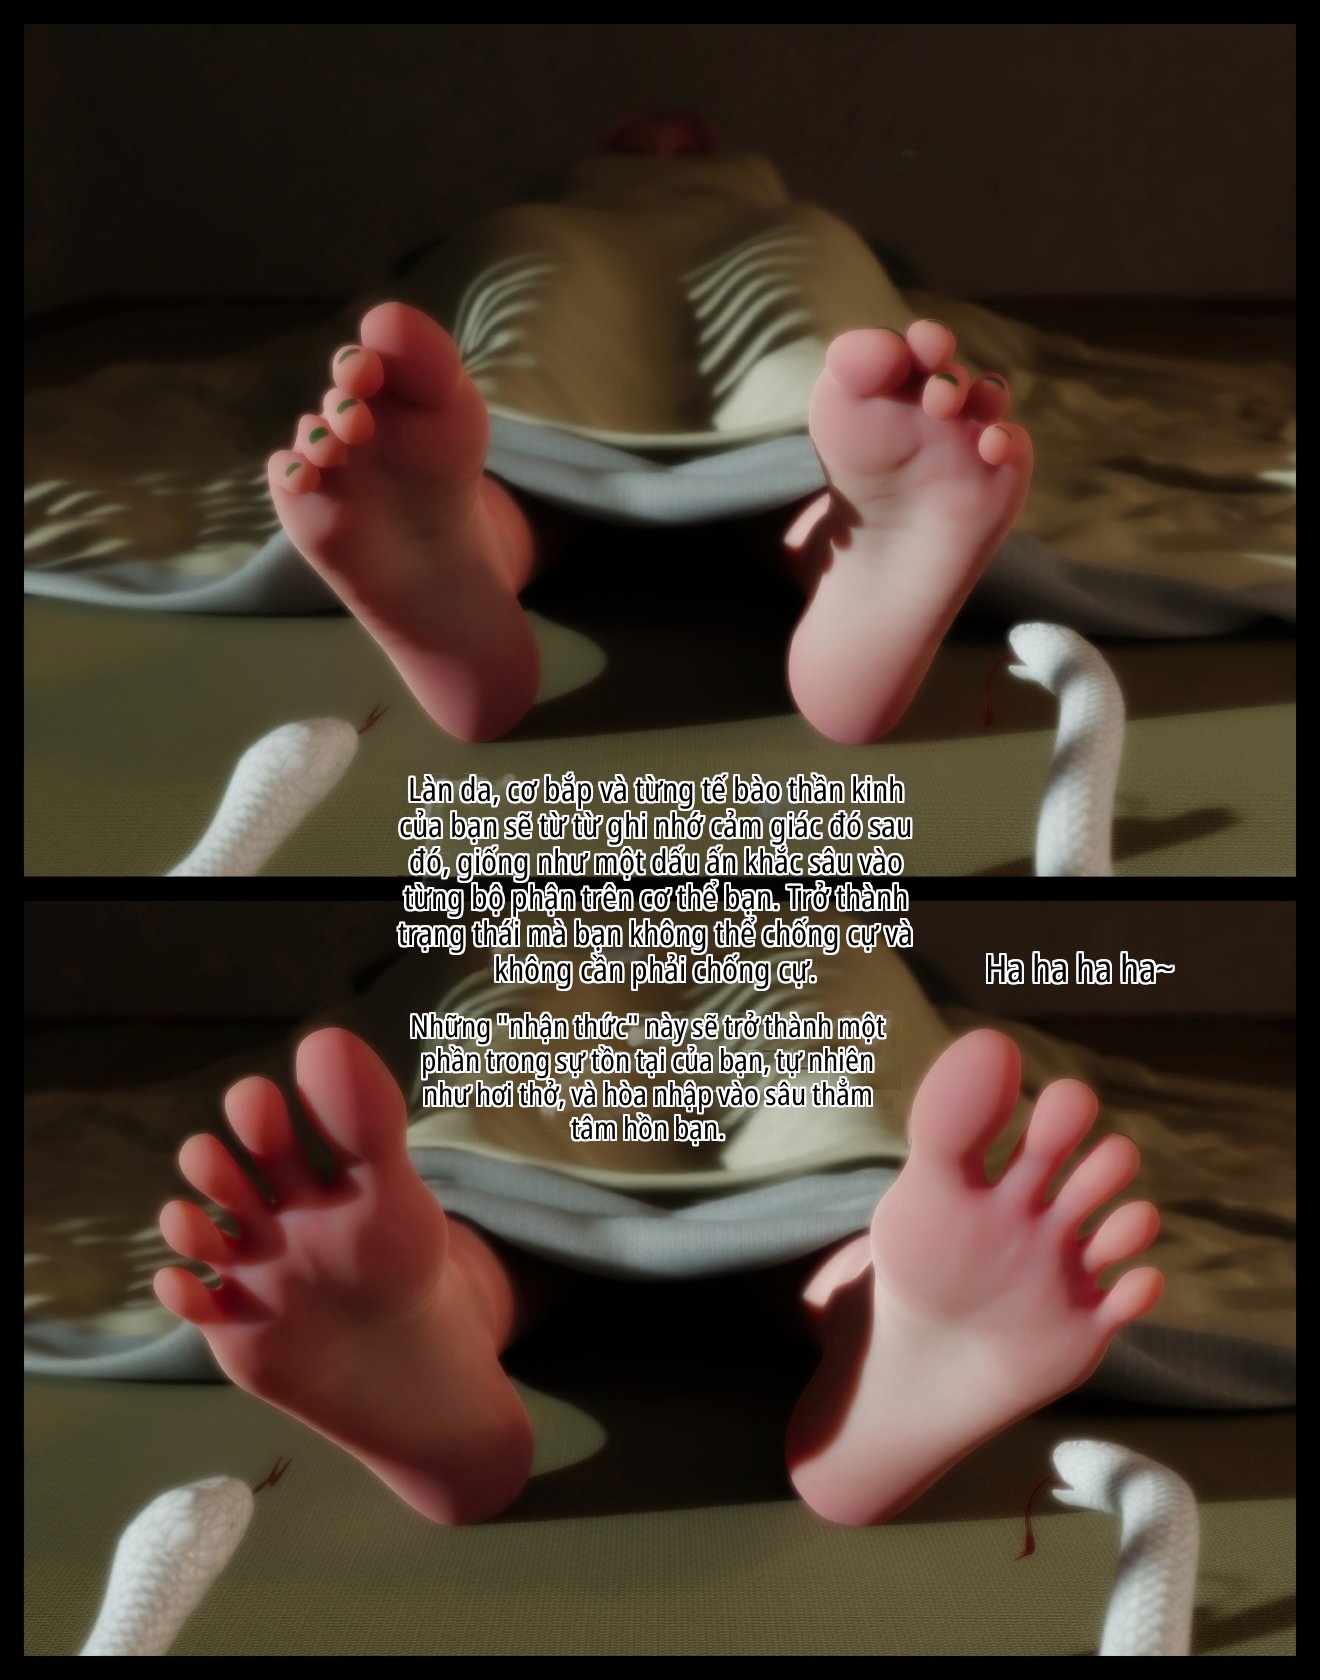 Làn da, cơ bắp và từng tế bào thần kinh
của bạn sẽ từ từ ghi nhớ cảm giác đó sau
đó, giống như một dấu ấn khắc sâu vào
từng bộ phận trên cơ thể bạn. Trở thành
trạng thái mà bạn không thể chống cự và
không cần phải chống cự.
Ha ha ha ha~
Những "nhận thức" này sẽ trở thành một
phần trong sự tồn tại của bạn, tự nhiên
như hơi thở, và hòa nhập vào sâu thẳm
tâm hồn bạn.